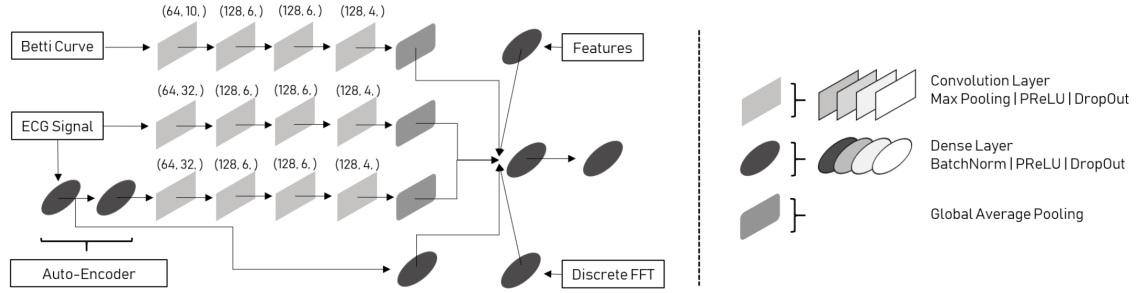 (64,10, ) (128,6, ) (128,6, ) (128,4, )
Betti Curve
Features
(64,32, ) (128,6, ) (128,6, ) (128,4, )
ECG Signal
(64,32, ) (128,6, ) (128,6, ) (128,4, )
Auto-Encoder
Discrete FFT
Convolution Layer
Max Pooling | PReLU | DropOut
Dense Layer
BatchNorm | PReLU | DropOut
Global Average Pooling